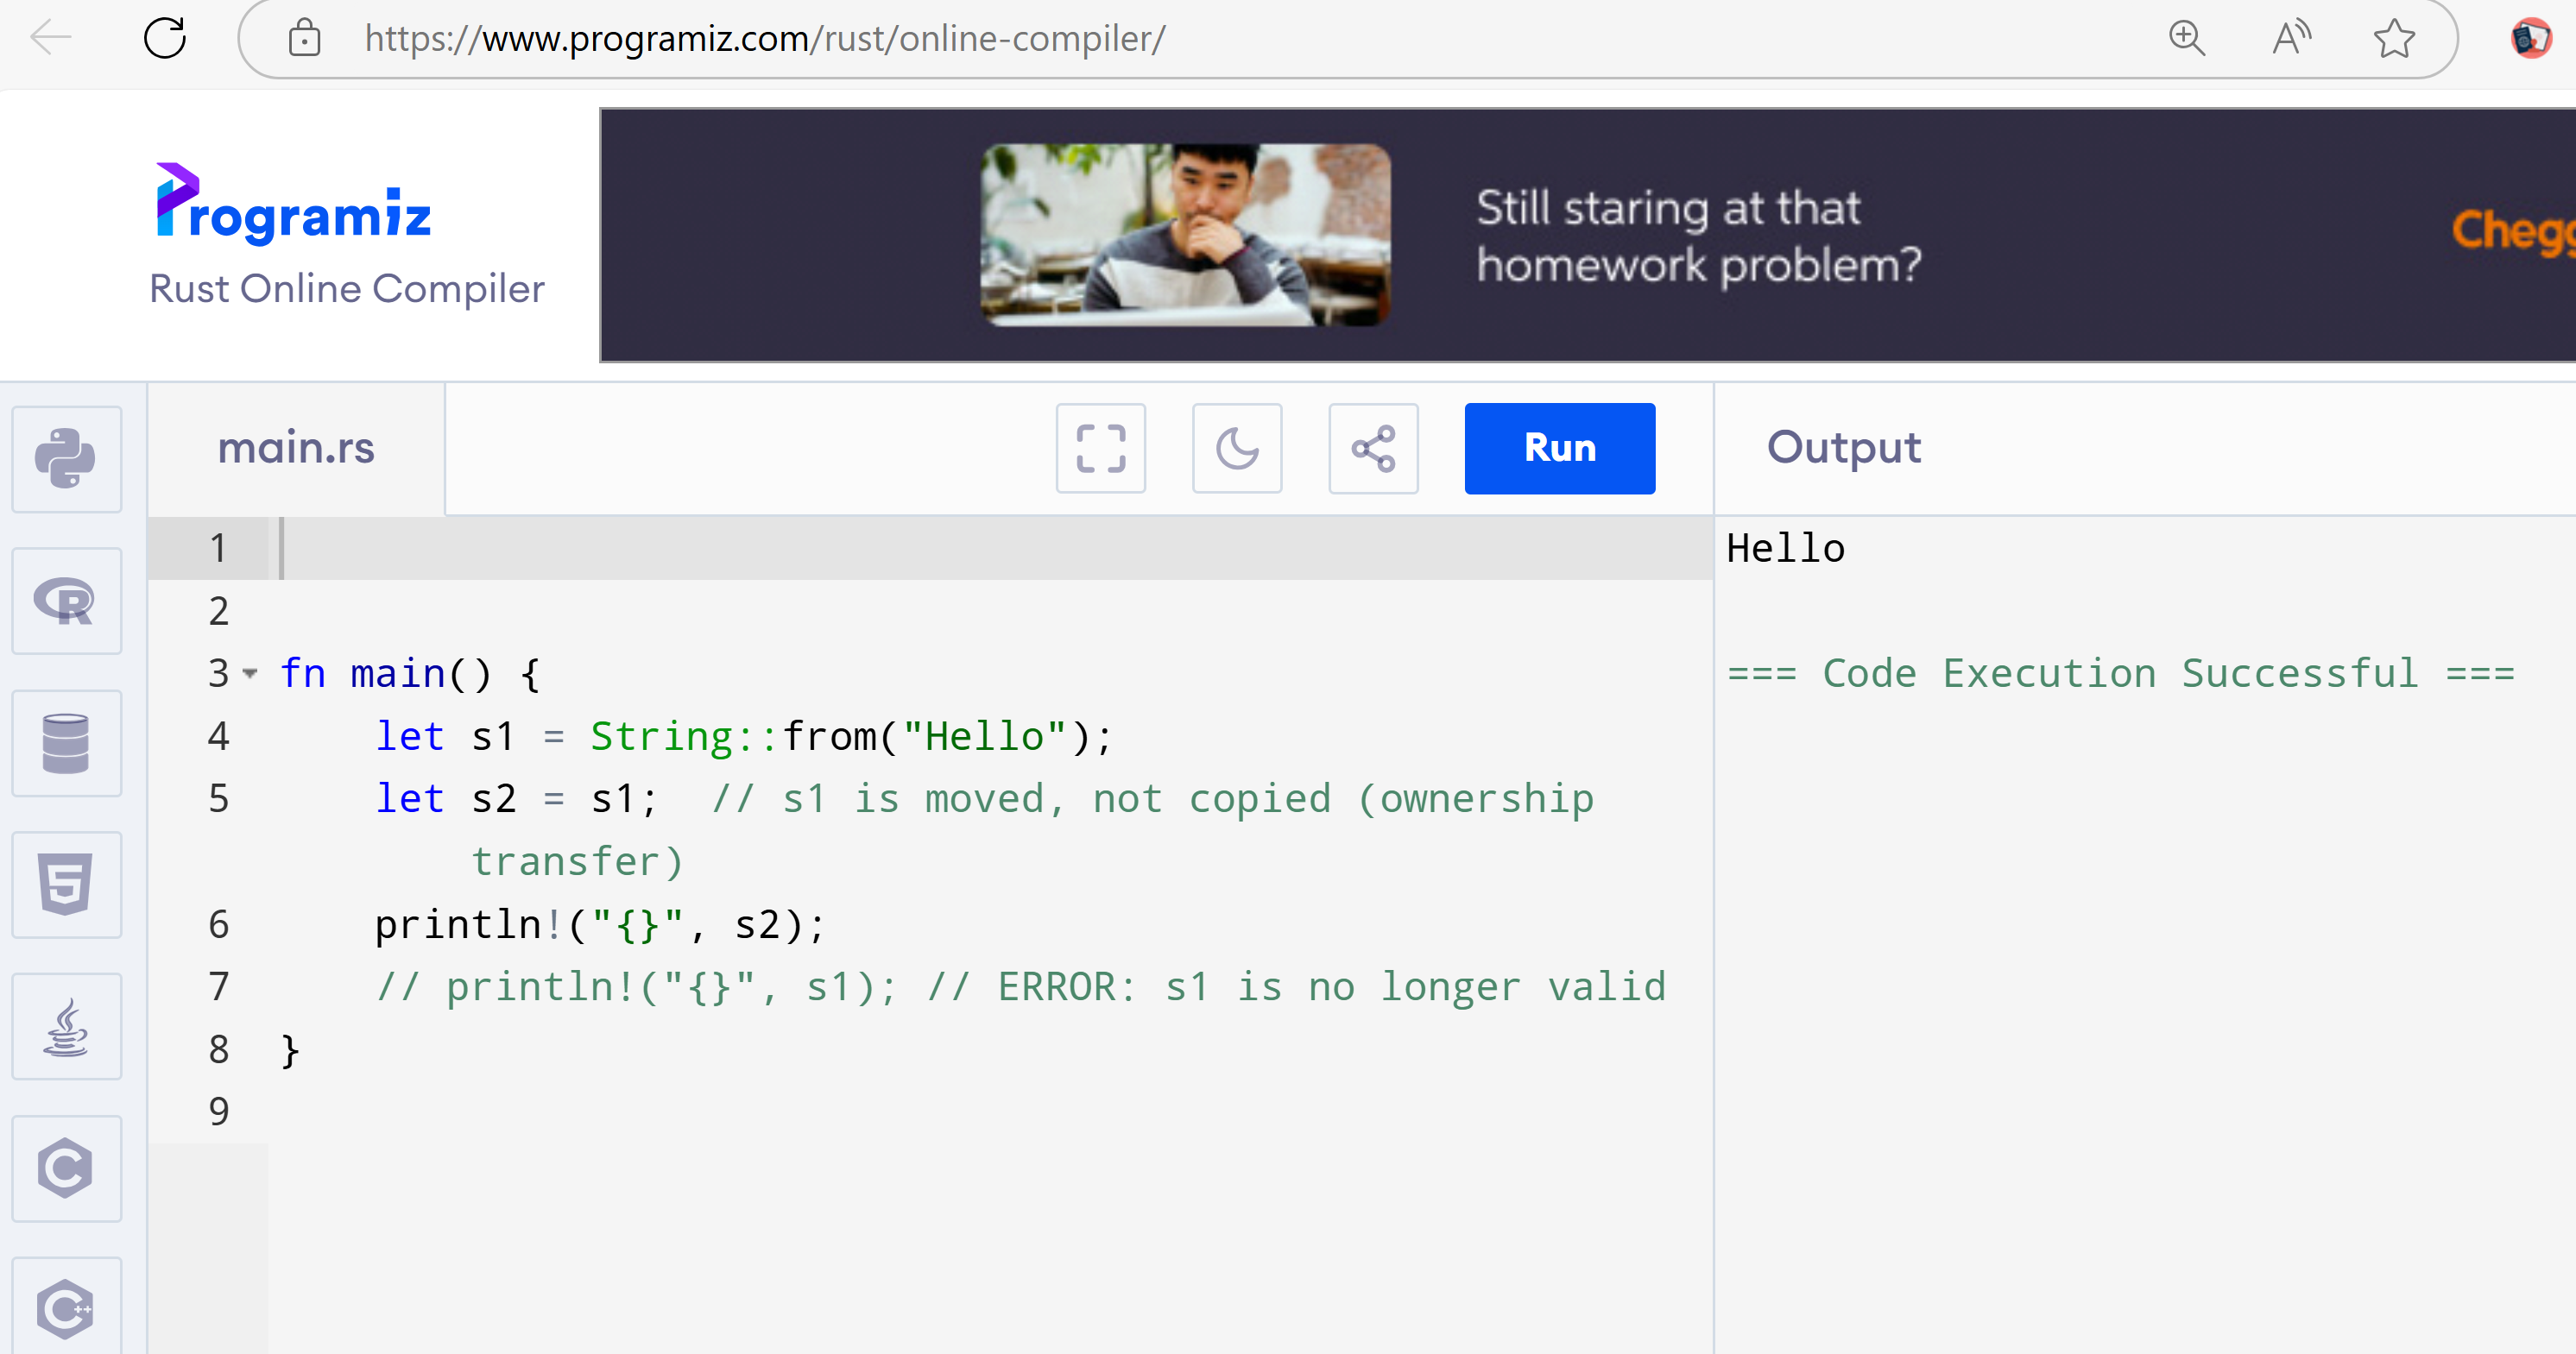 https://www.programiz.com/rust/online-compiler/
Programiz
Rust Online Compiler
Still staring at that
homework problem?
main.rs
Run
Output
1
2
3 fn main() {
4     let s1 = String::from("Hello");
5     let s2 = s1;  // s1 is moved, not copied (ownership
        transfer)
6     println!("{}", s2);
7     // println!("{}", s1); // ERROR: s1 is no longer valid
8 }
9
Hello
=== Code Execution Successful ===